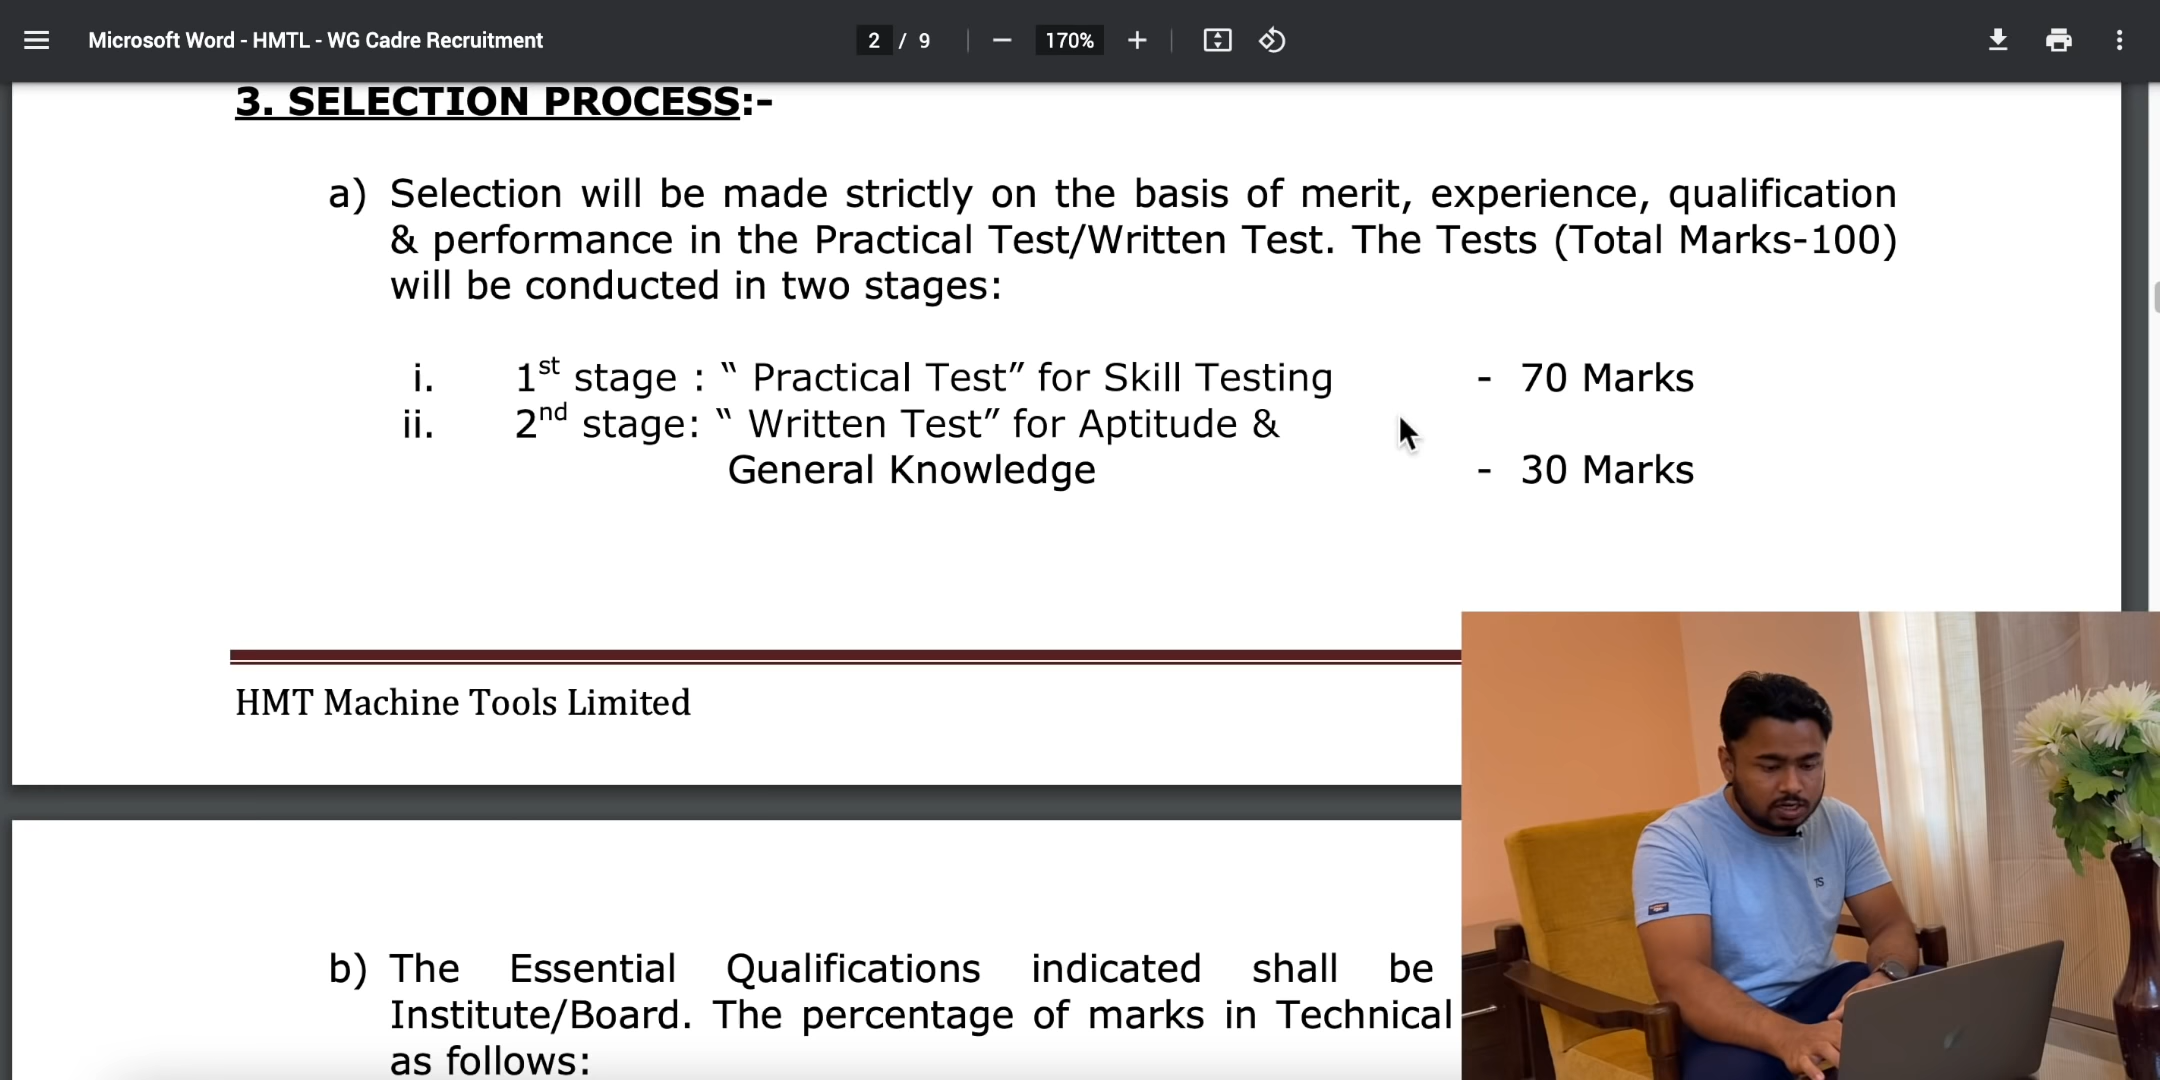 Microsoft Word - HMTL - WG Cadre Recruitment
2 / 9
170%
3. SELECTION PROCESS:-
a) Selection will be made strictly on the basis of merit, experience, qualification
& performance in the Practical Test/Written Test. The Tests (Total Marks-100)
will be conducted in two stages:
i. 1st stage : “ Practical Test” for Skill Testing - 70 Marks
ii. 2nd stage: “ Written Test” for Aptitude &
General Knowledge - 30 Marks
HMT Machine Tools Limited
b) The Essential Qualifications indicated shall be
Institute/Board. The percentage of marks in Technical
as follows: